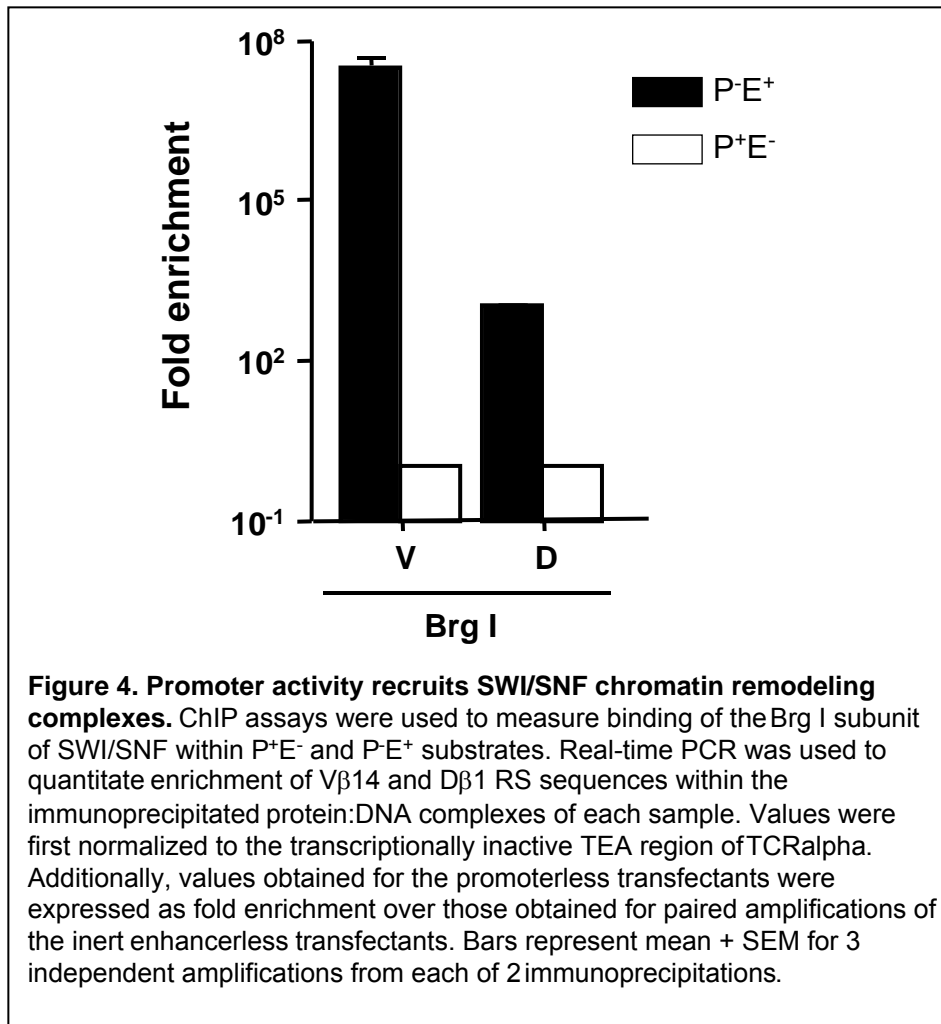 10⁸
P⁻E⁺
P⁺E⁻
Fold enrichment
10⁵
10²
10⁻¹
V D
Brg I
Figure 4. Promoter activity recruits SWI/SNF chromatin remodeling
complexes. ChIP assays were used to measure binding of the Brg I subunit
of SWI/SNF within P⁺E⁻ and P⁻E⁺ substrates. Real-time PCR was used to
quantitate enrichment of Vβ14 and Dβ1 RS sequences within the
immunoprecipitated protein:DNA complexes of each sample. Values were
first normalized to the transcriptionally inactive TEA region of TCRalpha.
Additionally, values obtained for the promoterless transfectants were
expressed as fold enrichment over those obtained for paired amplifications of
the inert enhancerless transfectants. Bars represent mean + SEM for 3
independent amplifications from each of 2 immunoprecipitations.